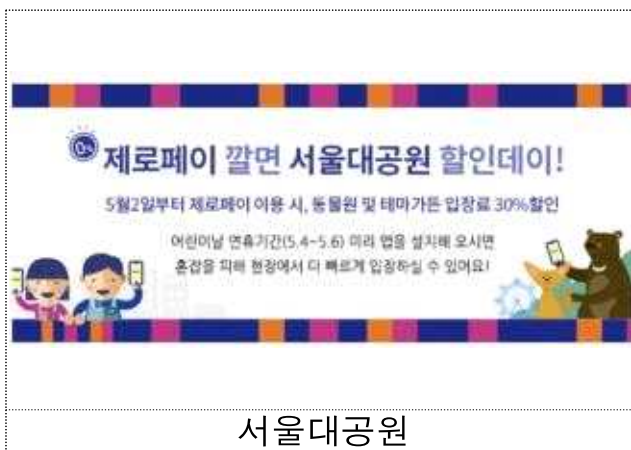 0%
제로페이 깔면 서울대공원 할인데이!
5월2일부터 제로페이 이용 시, 동물원 및 테마가든 입장료 30%할인
어린이날 연휴기간(5.4~5.6) 미리 앱을 설치해 오시면
혼잡을 피해 현장에서 더 빠르게 입장하실 수 있어요!
서울대공원